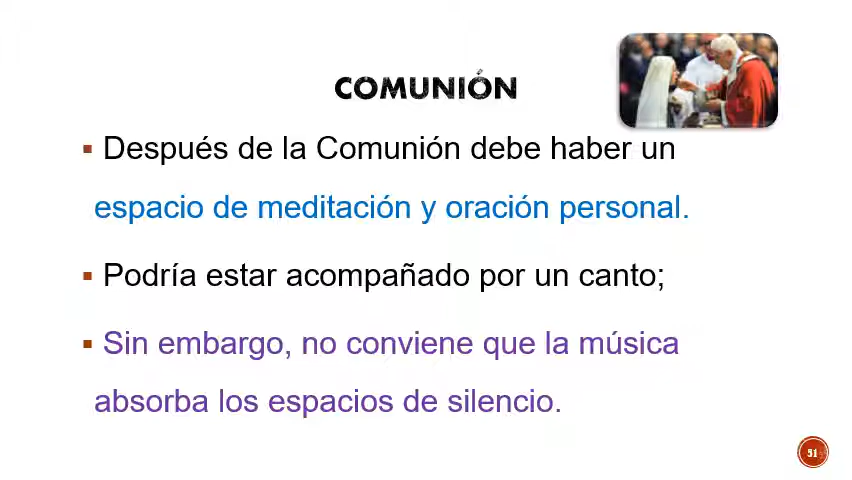 COMUNIÓN
▪ Después de la Comunión debe haber un
espacio de meditación y oración personal.
▪ Podría estar acompañado por un canto;
▪ Sin embargo, no conviene que la música
absorba los espacios de silencio.
51